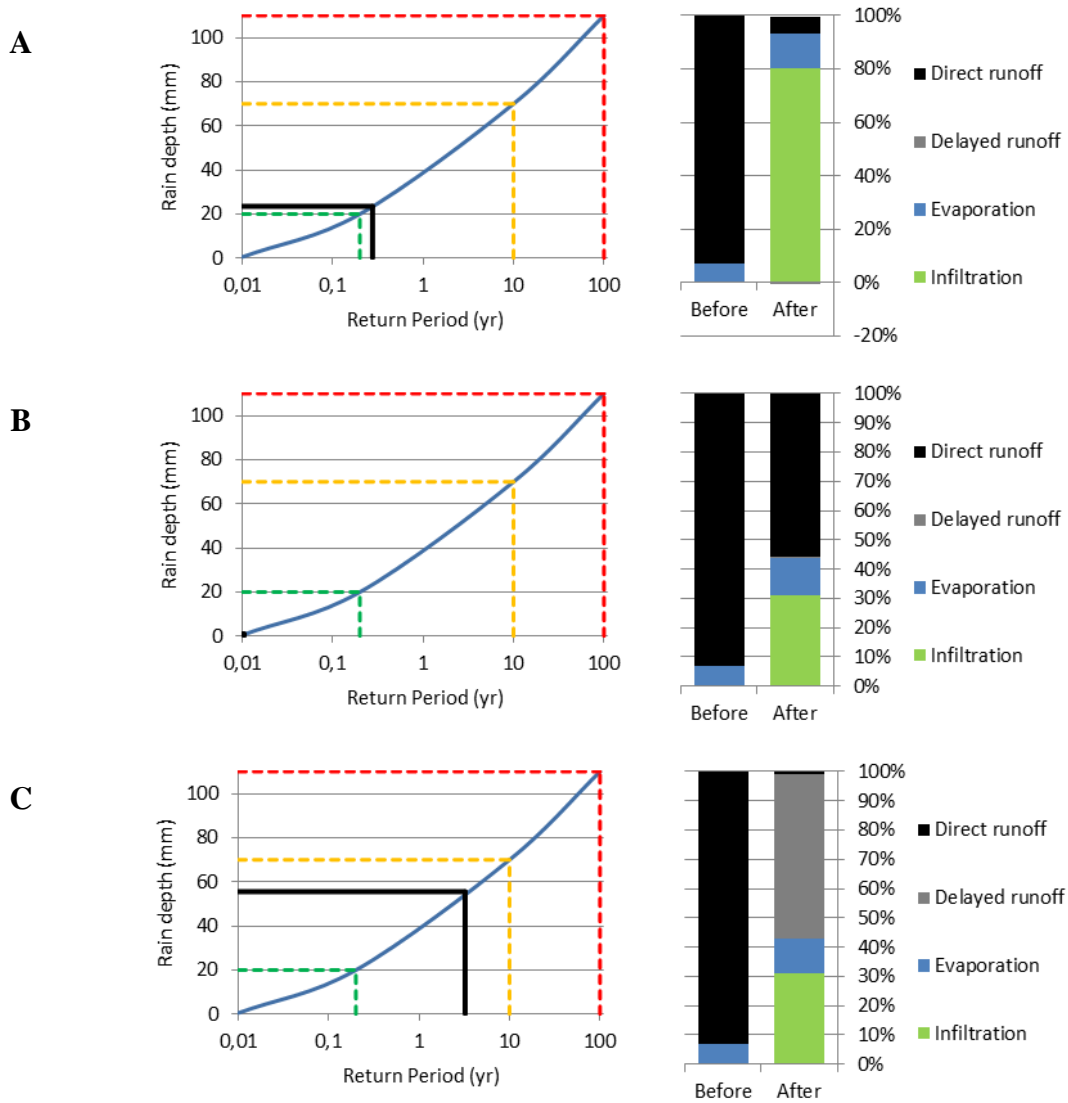 A
Rain depth (mm)
100
80
60
40
20
0
0,01 0,1 1 10 100
Return Period (yr)
100%
80%
60%
40%
20%
0%
-20%
Before After
Direct runoff
Delayed runoff
Evaporation
Infiltration
B
Rain depth (mm)
100
80
60
40
20
0
0,01 0,1 1 10 100
Return Period (yr)
100%
90%
80%
70%
60%
50%
40%
30%
20%
10%
0%
Before After
Direct runoff
Delayed runoff
Evaporation
Infiltration
C
Rain depth (mm)
100
80
60
40
20
0
0,01 0,1 1 10 100
Return Period (yr)
100%
90%
80%
70%
60%
50%
40%
30%
20%
10%
0%
Before After
Direct runoff
Delayed runoff
Evaporation
Infiltration